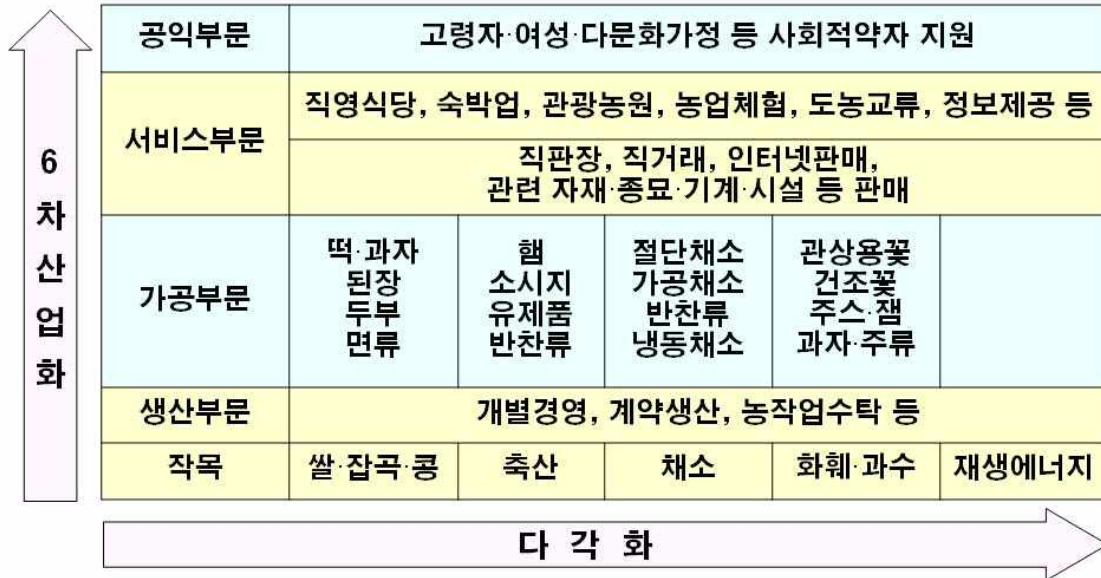 공익부문 고령자·여성·다문화가정 등 사회적약자 지원
서비스부문
직영식당, 숙박업, 관광농원, 농업체험, 도농교류, 정보제공 등
직판장, 직거래, 인터넷판매,
관련 자재·종묘·기계·시설 등 판매
가공부문
떡·과자
된장
두부
면류
햄
소시지
유제품
반찬류
절단채소
가공채소
반찬류
냉동채소
관상용꽃
건조꽃
주스·잼
과자·주류
생산부문 개별경영, 계약생산, 농작업수탁 등
작목 쌀·잡곡·콩 축산 채소 화훼·과수 재생에너지
6차산업화
다 각 화